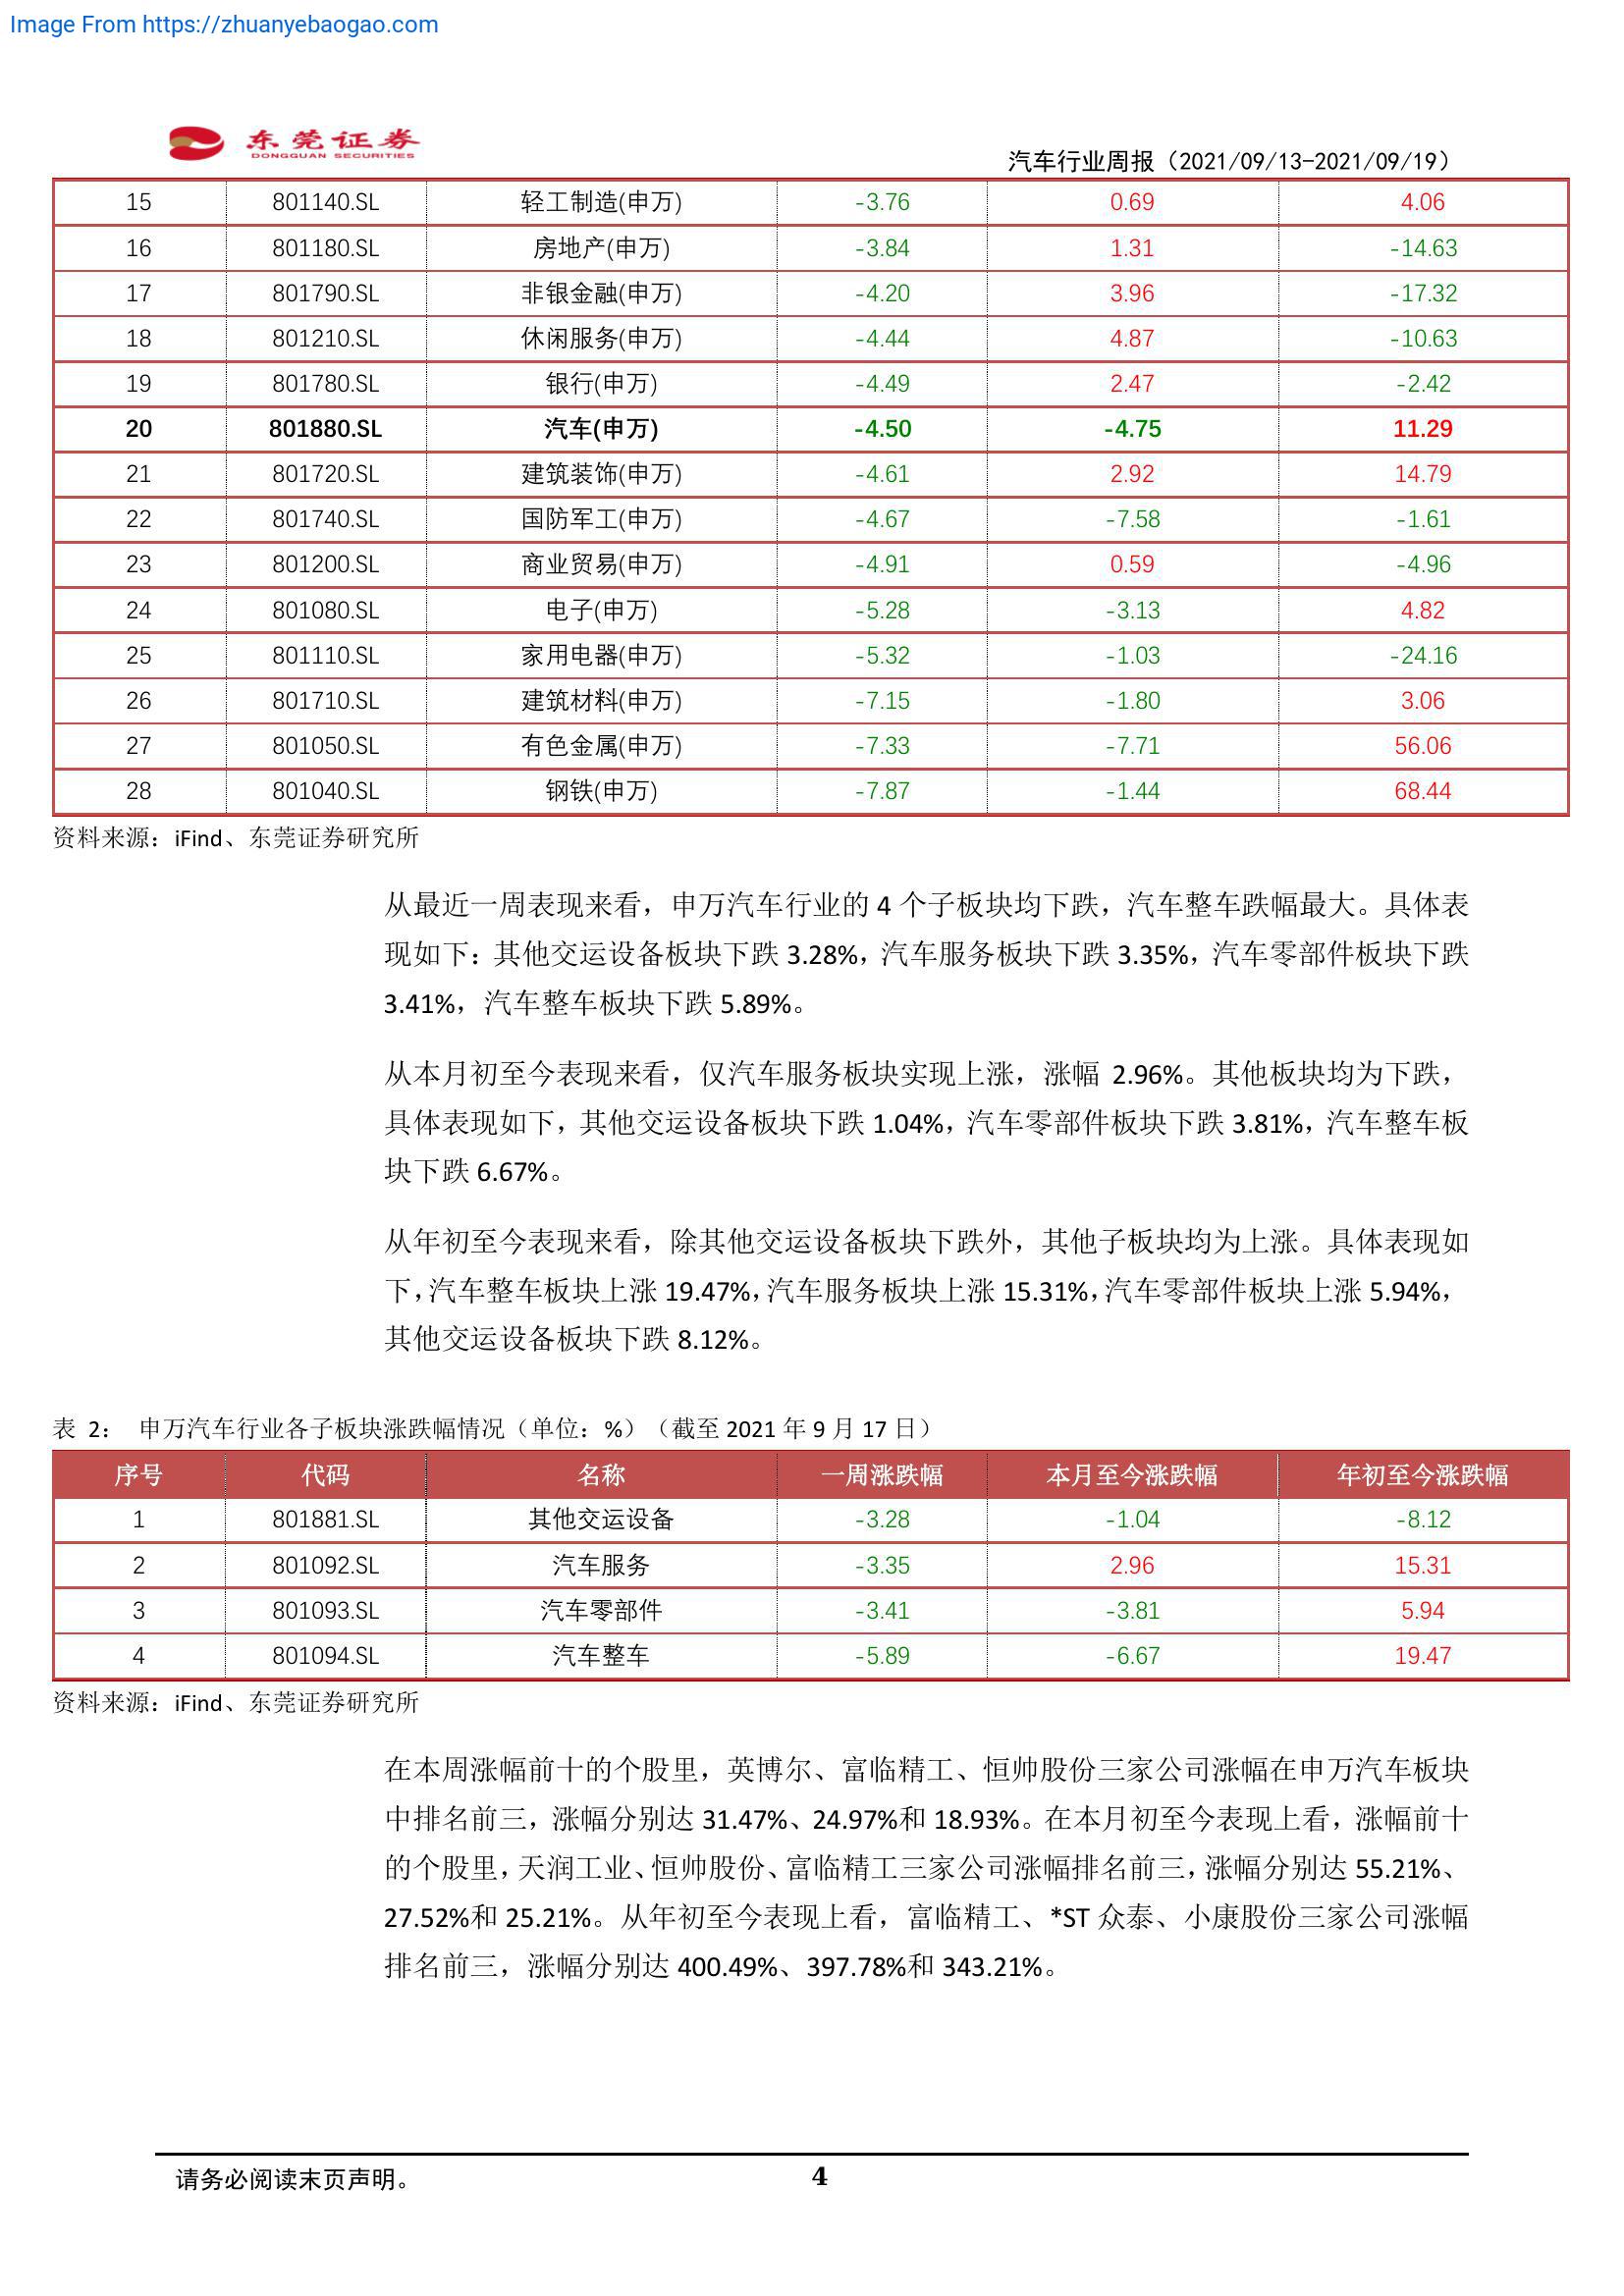 Image From https://zhuanyebaogao.com
东莞证券
DONGGUAN SECURITIES
汽车行业周报（2021/09/13-2021/09/19）
15 801140.SL 轻工制造(申万) -3.76 0.69 4.06
16 801180.SL 房地产(申万) -3.84 1.31 -14.63
17 801790.SL 非银金融(申万) -4.20 3.96 -17.32
18 801210.SL 休闲服务(申万) -4.44 4.87 -10.63
19 801780.SL 银行(申万) -4.49 2.47 -2.42
20 801880.SL 汽车(申万) -4.50 -4.75 11.29
21 801720.SL 建筑装饰(申万) -4.61 2.92 14.79
22 801740.SL 国防军工(申万) -4.67 -7.58 -1.61
23 801200.SL 商业贸易(申万) -4.91 0.59 -4.96
24 801080.SL 电子(申万) -5.28 -3.13 4.82
25 801110.SL 家用电器(申万) -5.32 -1.03 -24.16
26 801710.SL 建筑材料(申万) -7.15 -1.80 3.06
27 801050.SL 有色金属(申万) -7.33 -7.71 56.06
28 801040.SL 钢铁(申万) -7.87 -1.44 68.44
资料来源：iFind、东莞证券研究所
从最近一周表现来看，申万汽车行业的 4 个子板块均下跌，汽车整车跌幅最大。具体表
现如下：其他交运设备板块下跌 3.28%，汽车服务板块下跌 3.35%，汽车零部件板块下跌
3.41%，汽车整车板块下跌 5.89%。
从本月初至今表现来看，仅汽车服务板块实现上涨，涨幅 2.96%。其他板块均为下跌，
具体表现如下，其他交运设备板块下跌 1.04%，汽车零部件板块下跌 3.81%，汽车整车板
块下跌 6.67%。
从年初至今表现来看，除其他交运设备板块下跌外，其他子板块均为上涨。具体表现如
下，汽车整车板块上涨 19.47%，汽车服务板块上涨 15.31%，汽车零部件板块上涨 5.94%，
其他交运设备板块下跌 8.12%。
表 2： 申万汽车行业各子板块涨跌幅情况（单位：%）（截至 2021 年 9 月 17 日）
序号 代码 名称 一周涨跌幅 本月至今涨跌幅 年初至今涨跌幅
1 801881.SL 其他交运设备 -3.28 -1.04 -8.12
2 801092.SL 汽车服务 -3.35 2.96 15.31
3 801093.SL 汽车零部件 -3.41 -3.81 5.94
4 801094.SL 汽车整车 -5.89 -6.67 19.47
资料来源：iFind、东莞证券研究所
在本周涨幅前十的个股里，英博尔、富临精工、恒帅股份三家公司涨幅在申万汽车板块
中排名前三，涨幅分别达 31.47%、24.97%和 18.93%。在本月初至今表现上看，涨幅前十
的个股里，天润工业、恒帅股份、富临精工三家公司涨幅排名前三，涨幅分别达 55.21%、
27.52%和 25.21%。从年初至今表现上看，富临精工、*ST 众泰、小康股份三家公司涨幅
排名前三，涨幅分别达 400.49%、397.78%和 343.21%。
请务必阅读末页声明。
4